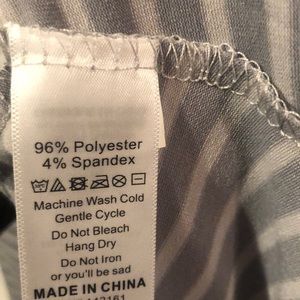 96% Polyester
4% Spandex
Machine Wash Cold
Gentle Cycle
Do Not Bleach
Hang Dry
Do Not Iron
or you'll be sad
MADE IN CHINA